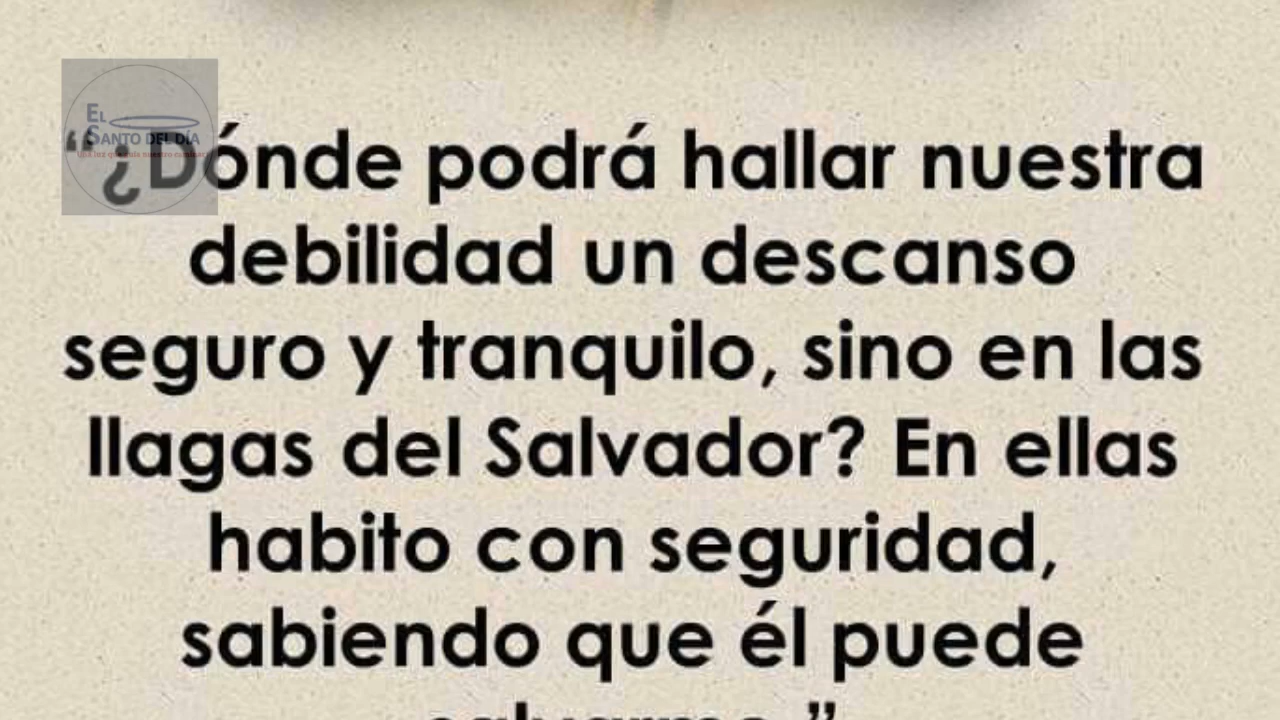 EL
SANTO DEL DÍA
“¿Dónde podrá hallar nuestra
debilidad un descanso
seguro y tranquilo, sino en las
llagas del Salvador? En ellas
habito con seguridad,
sabiendo que él puede
salvarme.”